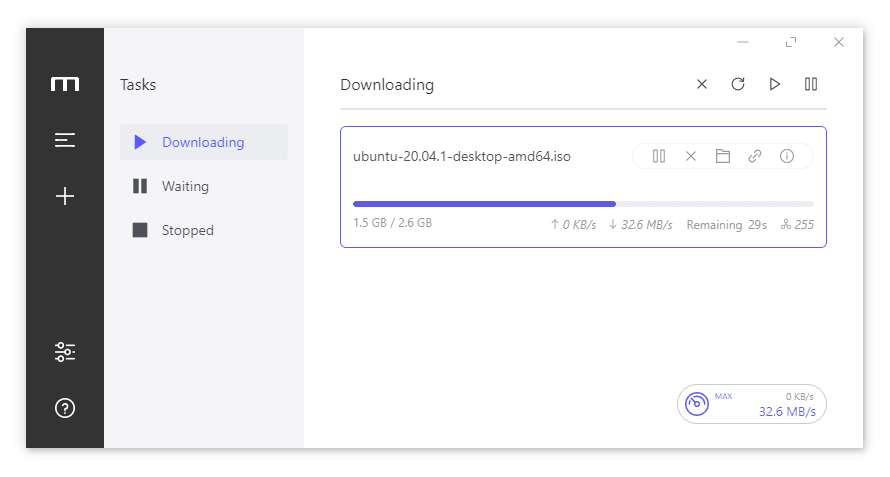 m
Tasks
Downloading
Waiting
Stopped
Downloading
ubuntu-20.04.1-desktop-amd64.iso
1.5 GB / 2.6 GB
↑ 0 KB/s ↓ 32.6 MB/s Remaining 29s 255
MAX 0 KB/s
32.6 MB/s